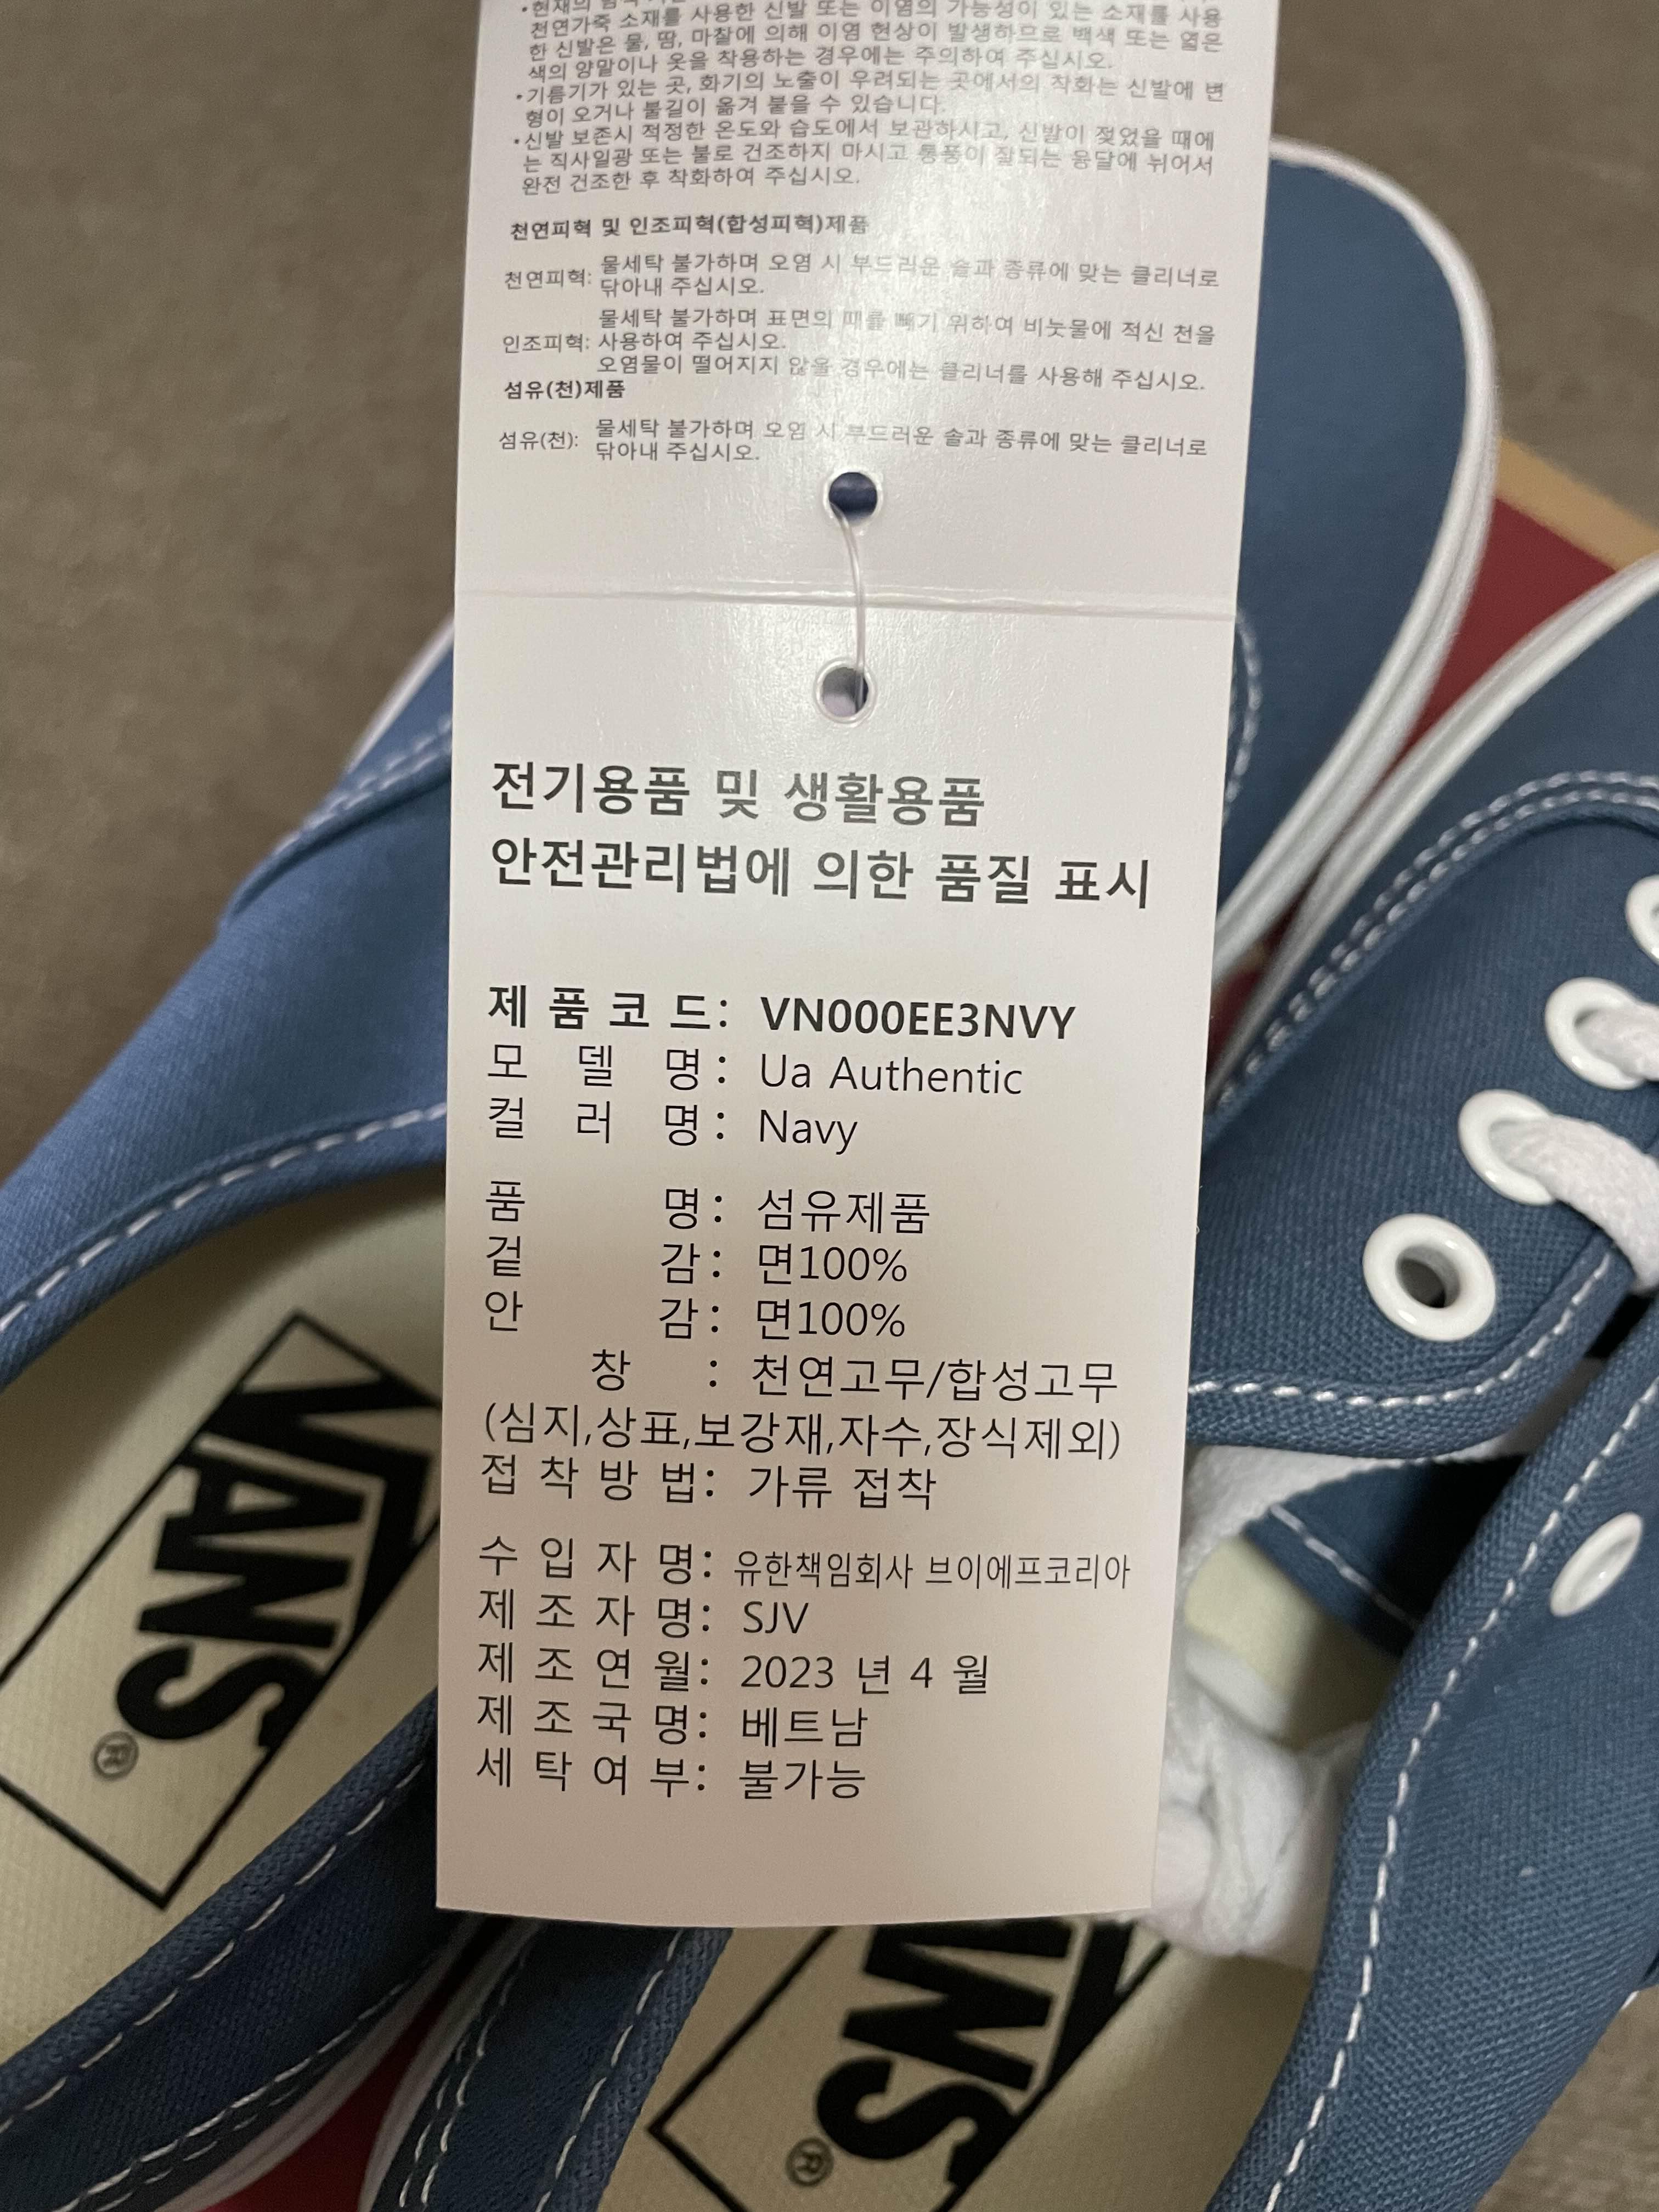 천연가죽 소재를 사용한 신발 또는 이염의 가능성이 있는 소재를 사용
한 신발은 물, 땀, 마찰에 의해 이염 현상이 발생하므로 백색 또는 엷은
색의 양말이나 옷을 착용하는 경우에는 주의하여 주십시오.
•기름기가 있는 곳, 화기의 노출이 우려되는 곳에서의 착화는 신발에 변
형이 오거나 불길이 옮겨 붙을 수 있습니다.
•신발 보존시 적정한 온도와 습도에서 보관하시고, 신발이 젖었을 때에
는 직사일광 또는 불로 건조하지 마시고 통풍이 잘되는 응달에 뉘어서
완전 건조한 후 착화하여 주십시오.
천연피혁 및 인조피혁(합성피혁)제품
천연피혁: 물세탁 불가하며 오염 시 부드러운 솔과 종류에 맞는 클리너로
닦아내 주십시오.
물세탁 불가하며 표면의 때를 빼기 위하여 비눗물에 적신 천을
인조피혁: 사용하여 주십시오.
오염물이 떨어지지 않을 경우에는 클리너를 사용해 주십시오.
섬유(천)제품
섬유(천): 물세탁 불가하며 오염 시 부드러운 솔과 종류에 맞는 클리너로
닦아내 주십시오.
전기용품 및 생활용품
안전관리법에 의한 품질 표시
제 품 코 드: VN000EE3NVY
모 델 명: Ua Authentic
컬 러 명: Navy
품 명: 섬유제품
겉 감: 면100%
안 감: 면100%
창 : 천연고무/합성고무
(심지,상표,보강재,자수,장식제외)
접 착 방 법: 가류 접착
수 입 자 명: 유한책임회사 브이에프코리아
제 조 자 명: SJV
제 조 연 월: 2023 년 4 월
제 조 국 명: 베트남
세 탁 여 부: 불가능
VANS
®
VANS
®